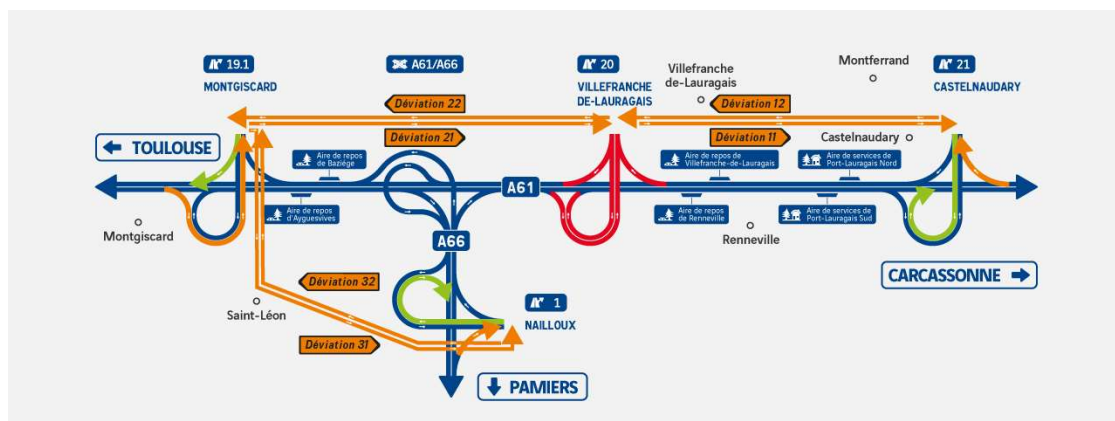 19.1
MONTGISCARD
A61/A66
20
VILLEFRANCHE
DE-LAURAGAIS
Villefranche
de-Lauragais
Montferrand
21
CASTELNAUDARY
Déviation 22
Déviation 12
Déviation 21
Déviation 11
Castelnaudary
← TOULOUSE
Aire de repos
de Baziége
Aire de repos de
Villefranche-de-Lauragais
Aire de services de
Port-Lauragais Nord
A61
Aire de repos
d'Ayguesvives
Aire de repos
de Renneville
Aire de services de
Port-Lauragais Sud
Montgiscard
Renneville
A66
CARCASSONNE →
Déviation 32
Saint-Léon
1
NAILLOUX
Déviation 31
↓ PAMIERS